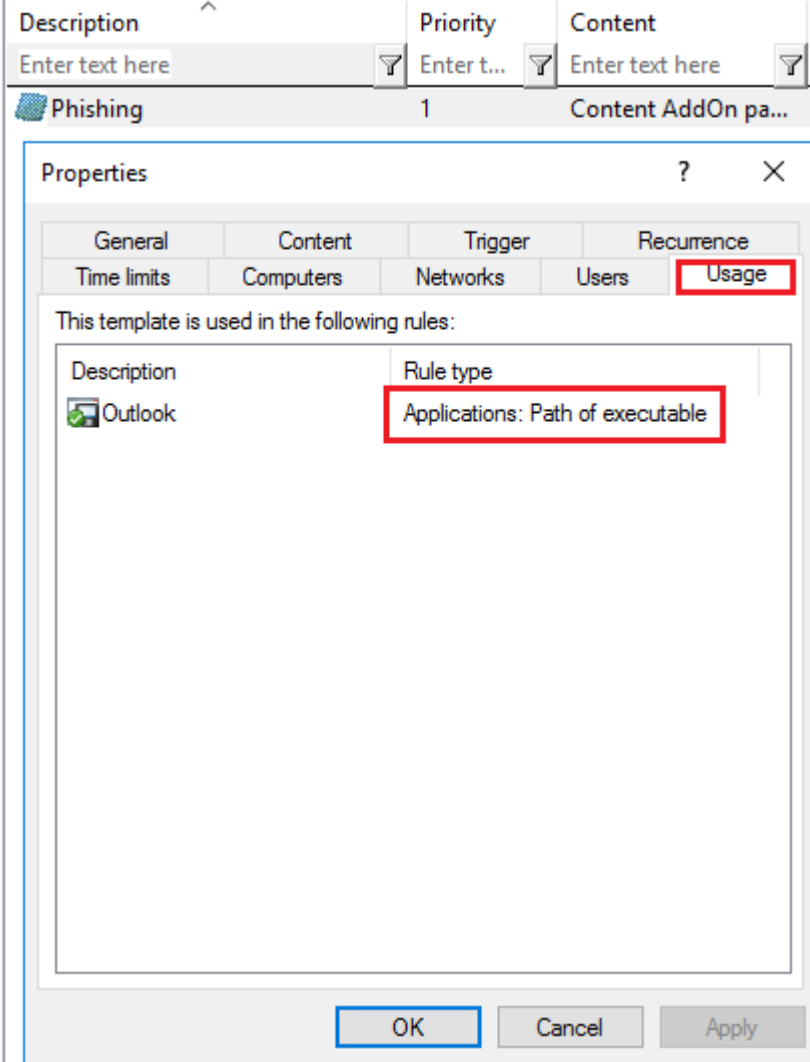 Description Priority Content
Enter text here Enter t... Enter text here
Phishing 1 Content AddOn pa...
Properties ?
General Content Trigger Recurrence
Time limits Computers Networks Users Usage
This template is used in the following rules:
Description Rule type
Outlook Applications: Path of executable
OK Cancel Apply